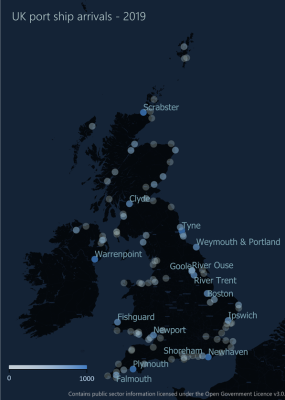 UK port ship arrivals - 2019
Scrabster
Clyde
Tyne
Weymouth & Portland
Warrenpoint
Goole
River Ouse
River Trent
Boston
Fishguard
Ipswich
Newport
Shoreham
Newhaven
Plymouth
Falmouth
0
1000
Contains public sector information licensed under the Open Government Licence v3.0.